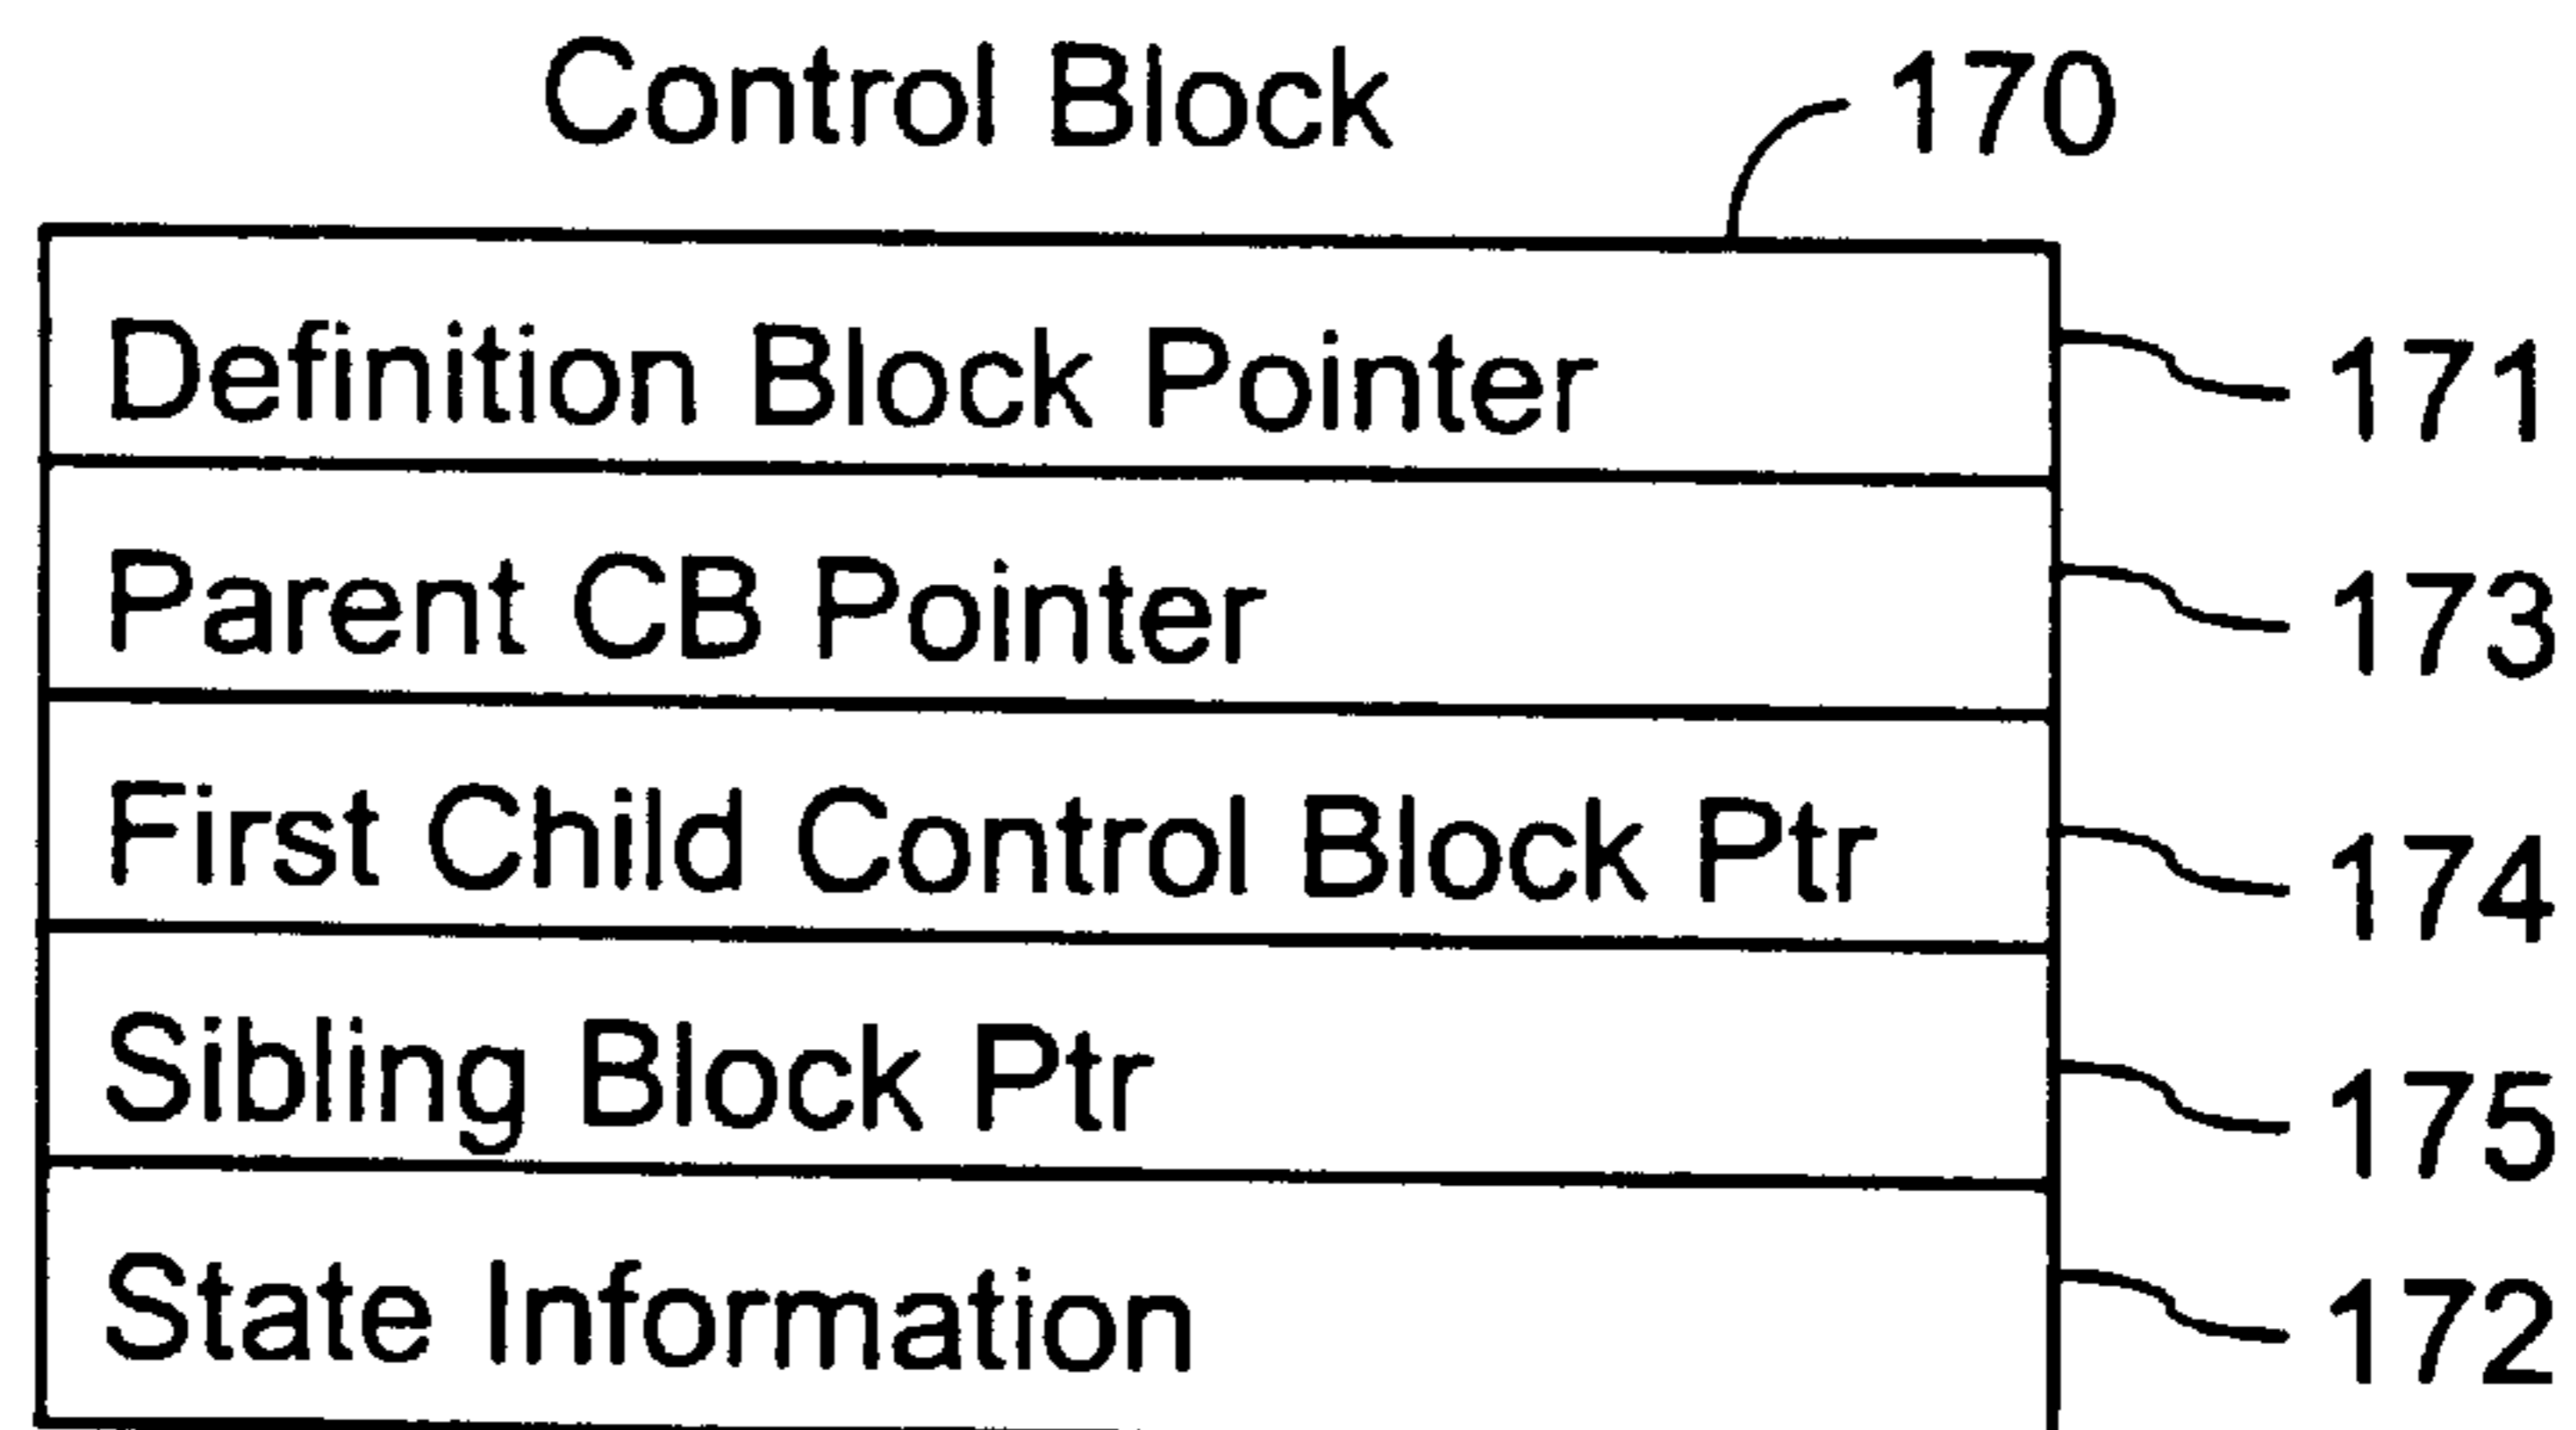 Control Block 170
Definition Block Pointer 171
Parent CB Pointer 173
First Child Control Block Ptr 174
Sibling Block Ptr 175
State Information 172